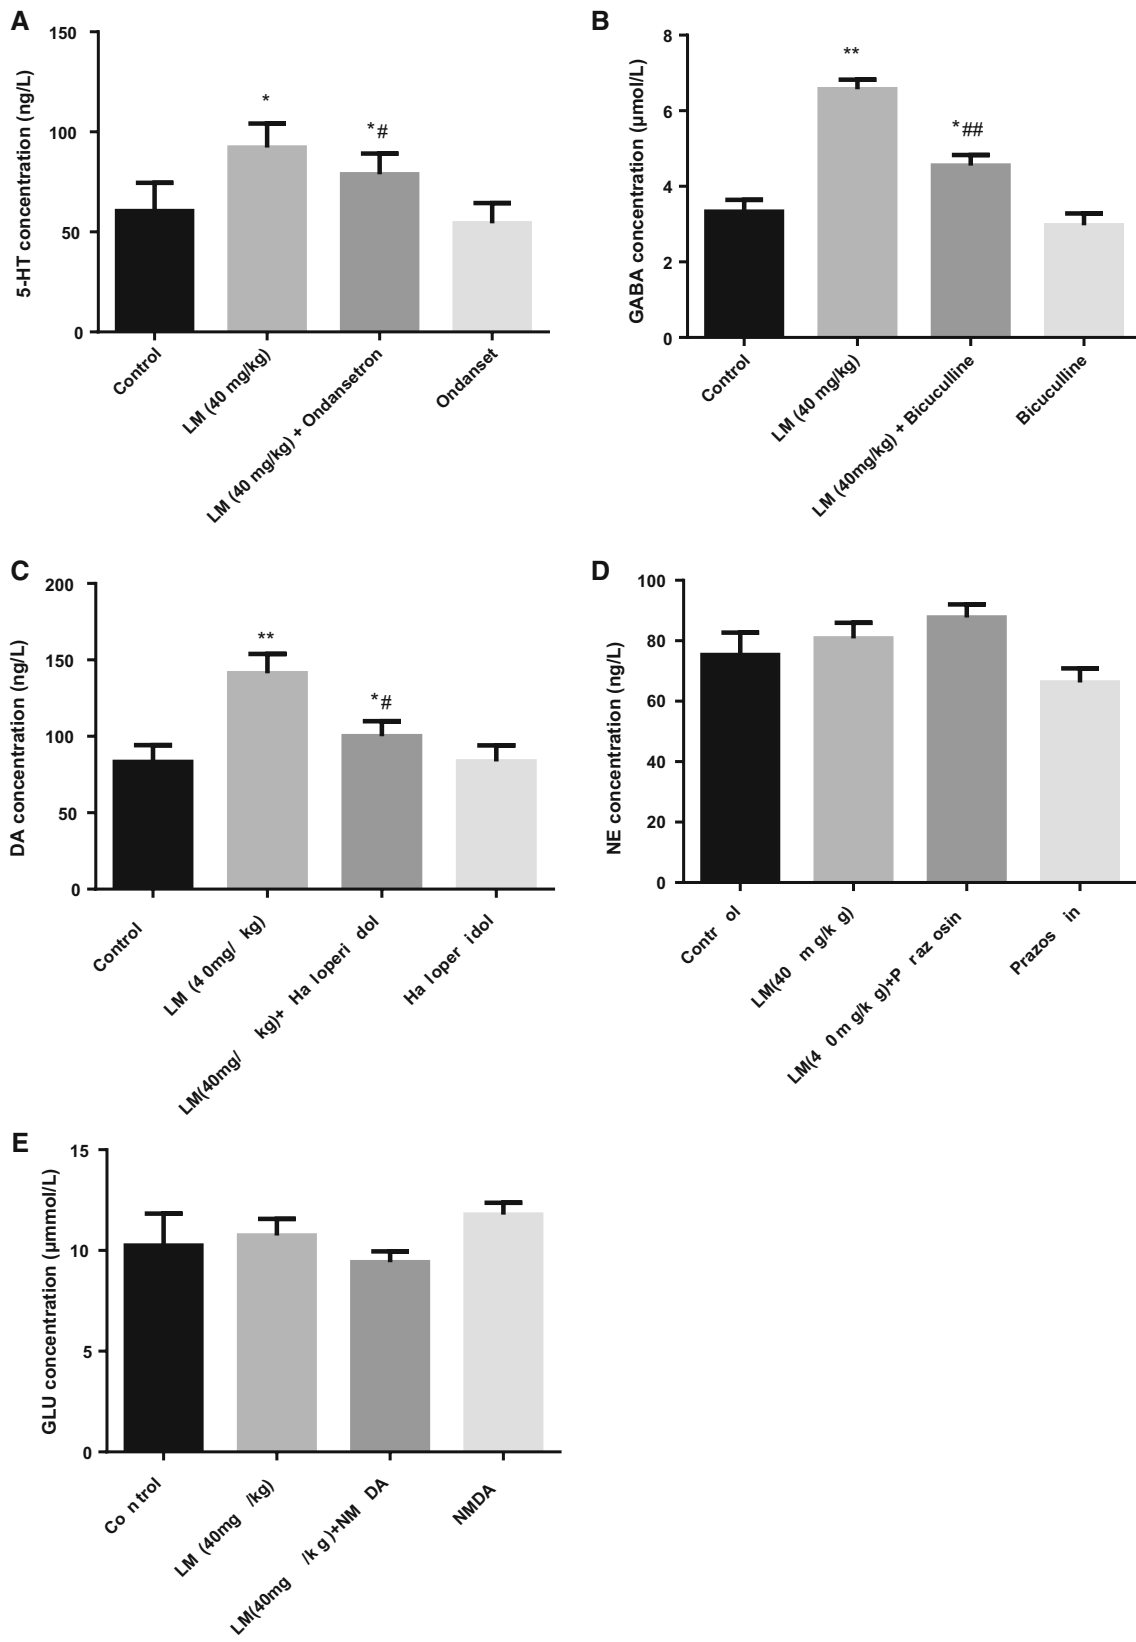 A
5-HT concentration (ng/L)
150
100
50
0
*
*#
Control
LM (40 mg/kg)
LM (40 mg/kg) + Ondansetron
Ondanset
B
GABA concentration (µmol/L)
8
6
4
2
0
**
*##
Control
LM (40 mg/kg)
LM (40mg/kg) + Bicuculline
Bicuculline
C
DA concentration (ng/L)
200
150
100
50
0
**
*#
Control
LM (4 0mg/ kg)
LM(40mg/ kg)+ Ha loperi dol
Ha loper idol
D
NE concentration (ng/L)
100
80
60
40
20
0
Contr ol
LM(40 m g/k g)
LM(4 0m g/k g)+P raz osin
Prazos in
E
GLU concentration (µmmol/L)
15
10
5
0
Co ntrol
LM (40mg /kg)
LM(40mg /k g)+NM DA
NMDA